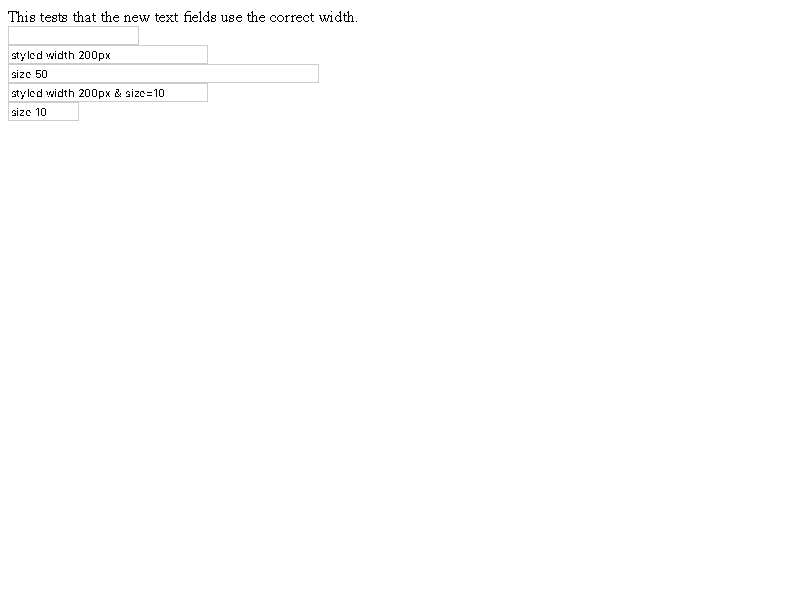 This tests that the new text fields use the correct width.
styled width 200px
size 50
styled width 200px & size=10
size 10